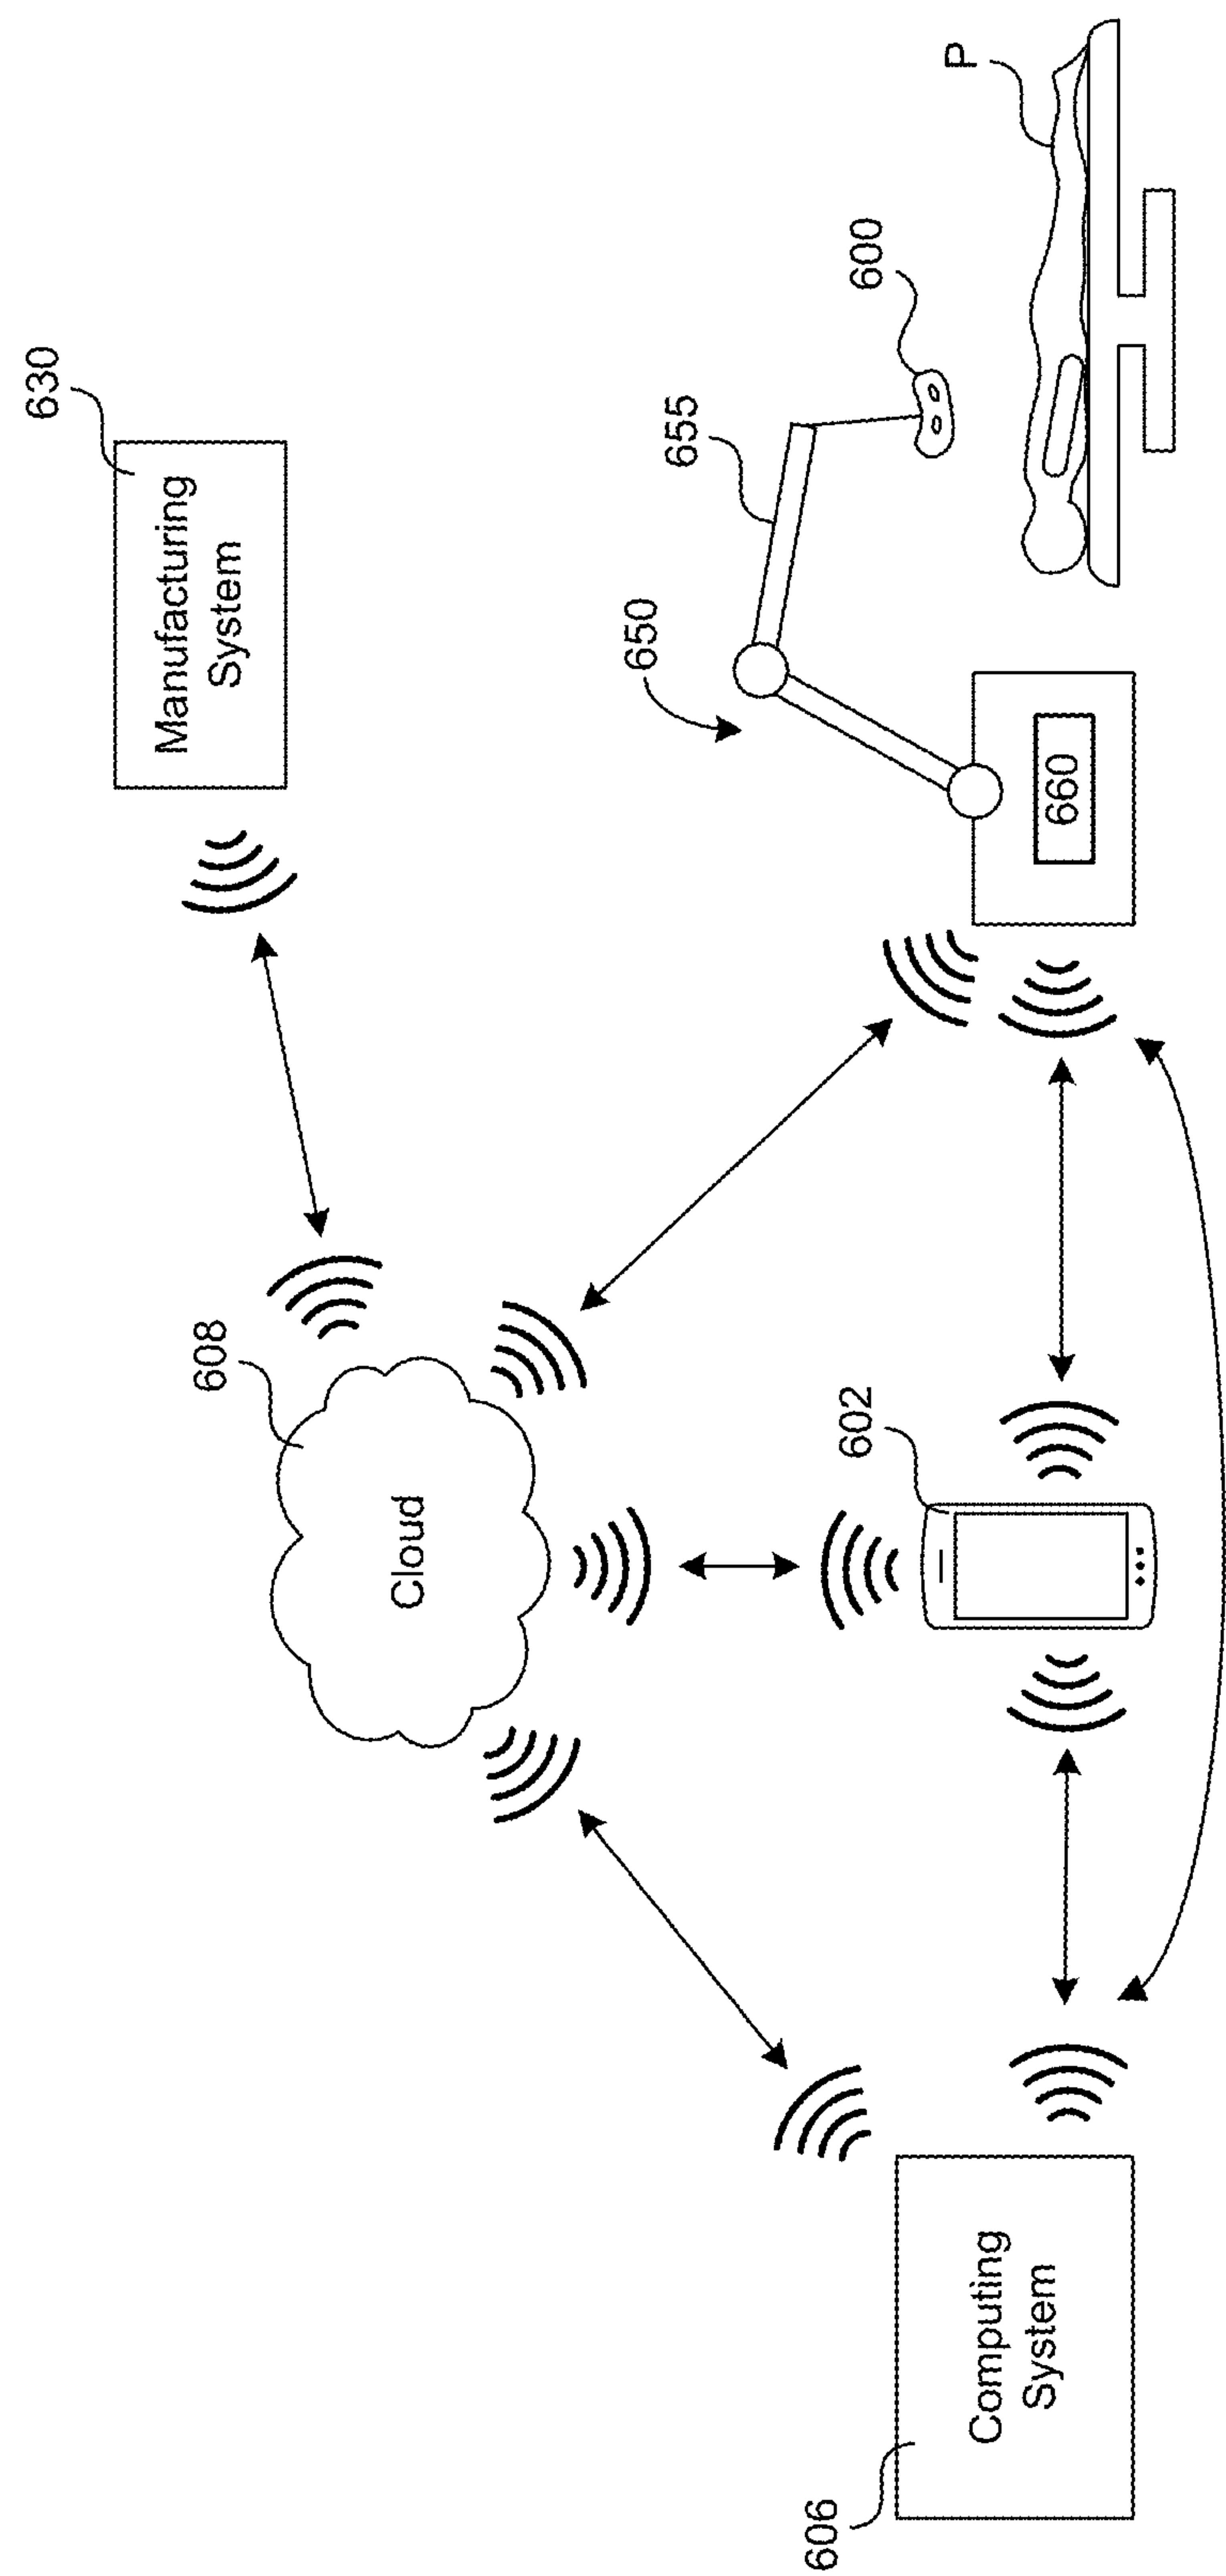 630
Manufacturing
System
608
Cloud
650
655
600
P
660
602
606
Computing
System